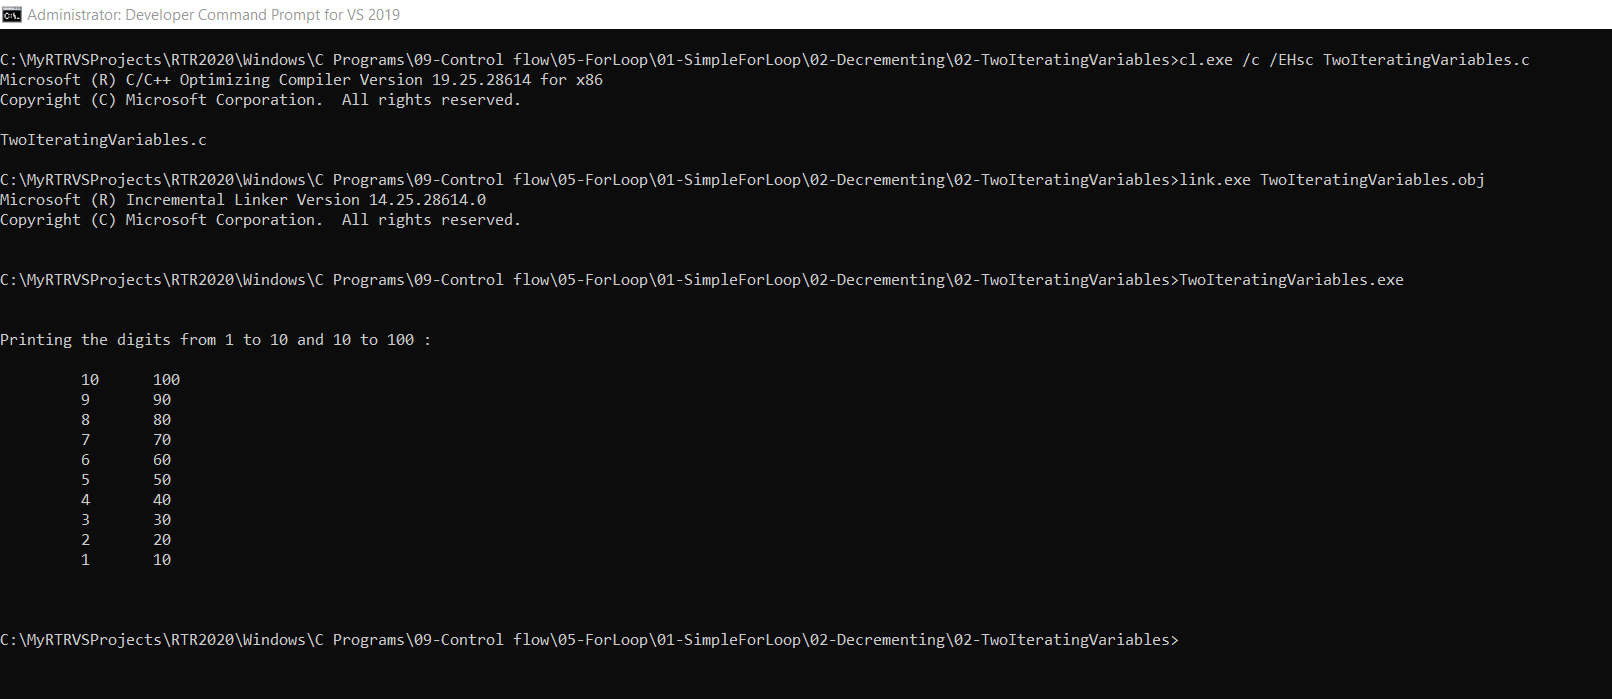 Administrator: Developer Command Prompt for VS 2019
C:\MyRTRVSProjects\RTR2020\Windows\C Programs\09-Control flow\05-ForLoop\01-SimpleForLoop\02-Decrementing\02-TwoIteratingVariables>cl.exe /c /EHsc TwoIteratingVariables.c
Microsoft (R) C/C++ Optimizing Compiler Version 19.25.28614 for x86
Copyright (C) Microsoft Corporation.  All rights reserved.
TwoIteratingVariables.c
C:\MyRTRVSProjects\RTR2020\Windows\C Programs\09-Control flow\05-ForLoop\01-SimpleForLoop\02-Decrementing\02-TwoIteratingVariables>link.exe TwoIteratingVariables.obj
Microsoft (R) Incremental Linker Version 14.25.28614.0
Copyright (C) Microsoft Corporation.  All rights reserved.
C:\MyRTRVSProjects\RTR2020\Windows\C Programs\09-Control flow\05-ForLoop\01-SimpleForLoop\02-Decrementing\02-TwoIteratingVariables>TwoIteratingVariables.exe
Printing the digits from 1 to 10 and 10 to 100 :
10      100
9       90
8       80
7       70
6       60
5       50
4       40
3       30
2       20
1       10
C:\MyRTRVSProjects\RTR2020\Windows\C Programs\09-Control flow\05-ForLoop\01-SimpleForLoop\02-Decrementing\02-TwoIteratingVariables>